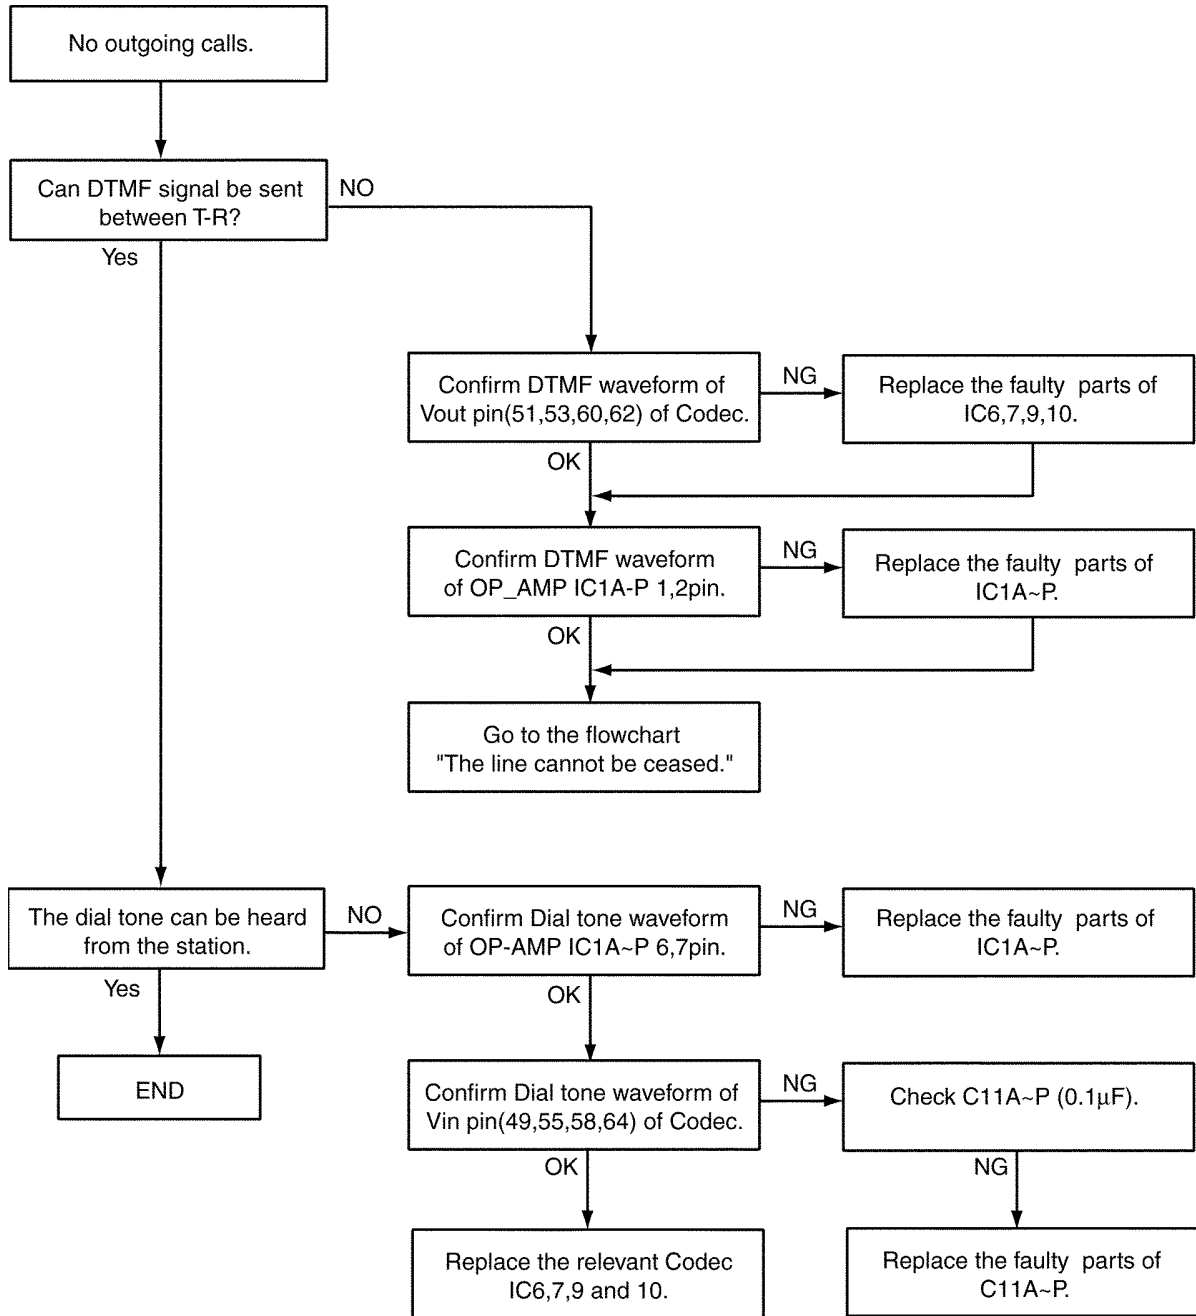 No outgoing calls.
Can DTMF signal be sent
between T-R?
NO
Yes
Confirm DTMF waveform of
Vout pin(51,53,60,62) of Codec.
NG
Replace the faulty parts of
IC6,7,9,10.
OK
Confirm DTMF waveform
of OP_AMP IC1A-P 1,2pin.
NG
Replace the faulty parts of
IC1A~P.
OK
Go to the flowchart
"The line cannot be ceased."
The dial tone can be heard
from the station.
NO
Confirm Dial tone waveform
of OP-AMP IC1A~P 6,7pin.
NG
Replace the faulty parts of
IC1A~P.
Yes
OK
END
Confirm Dial tone waveform of
Vin pin(49,55,58,64) of Codec.
NG
Check C11A~P (0.1µF).
OK
NG
Replace the relevant Codec
IC6,7,9 and 10.
Replace the faulty parts of
C11A~P.